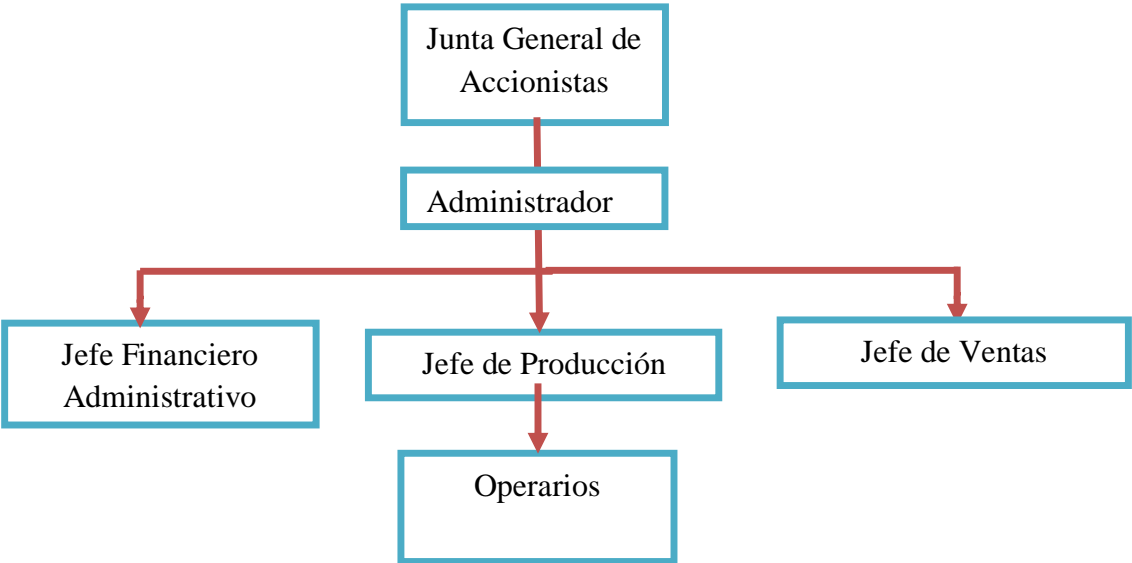 Junta General de
Accionistas
Administrador
Jefe Financiero
Administrativo
Jefe de Producción
Jefe de Ventas
Operarios